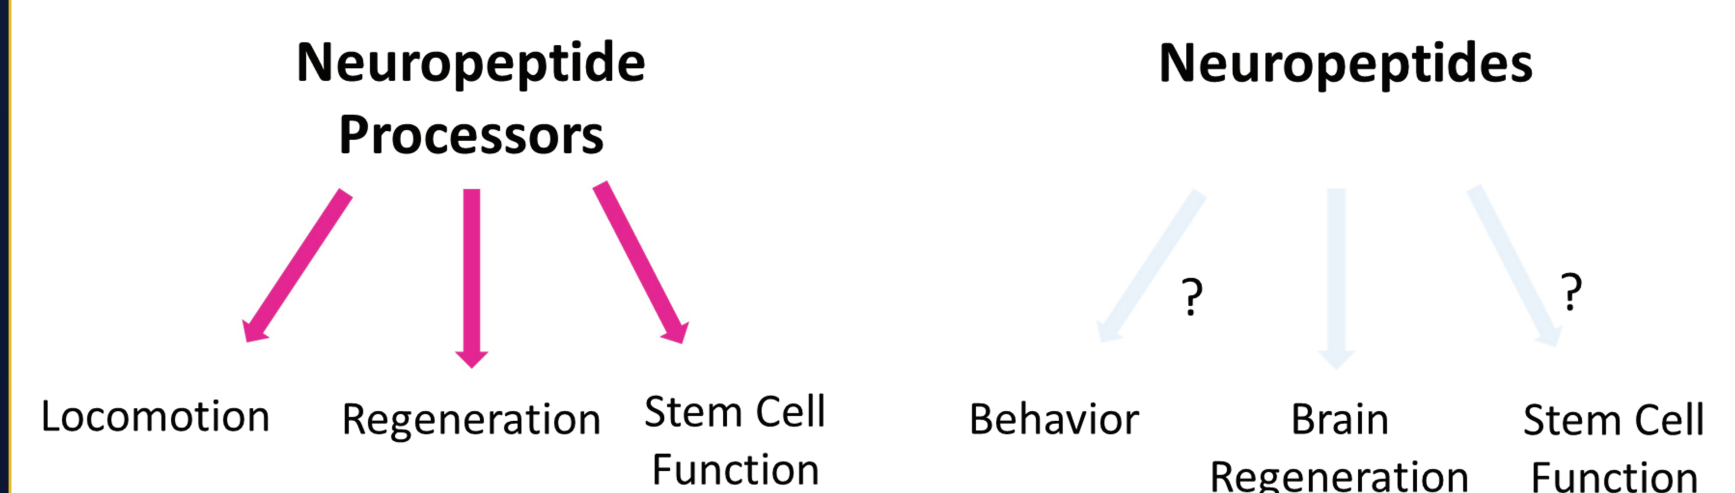 Neuropeptide
Processors
Locomotion
Regeneration
Stem Cell
Function
Neuropeptides
?
?
Behavior
Brain
Regeneration
Stem Cell
Function